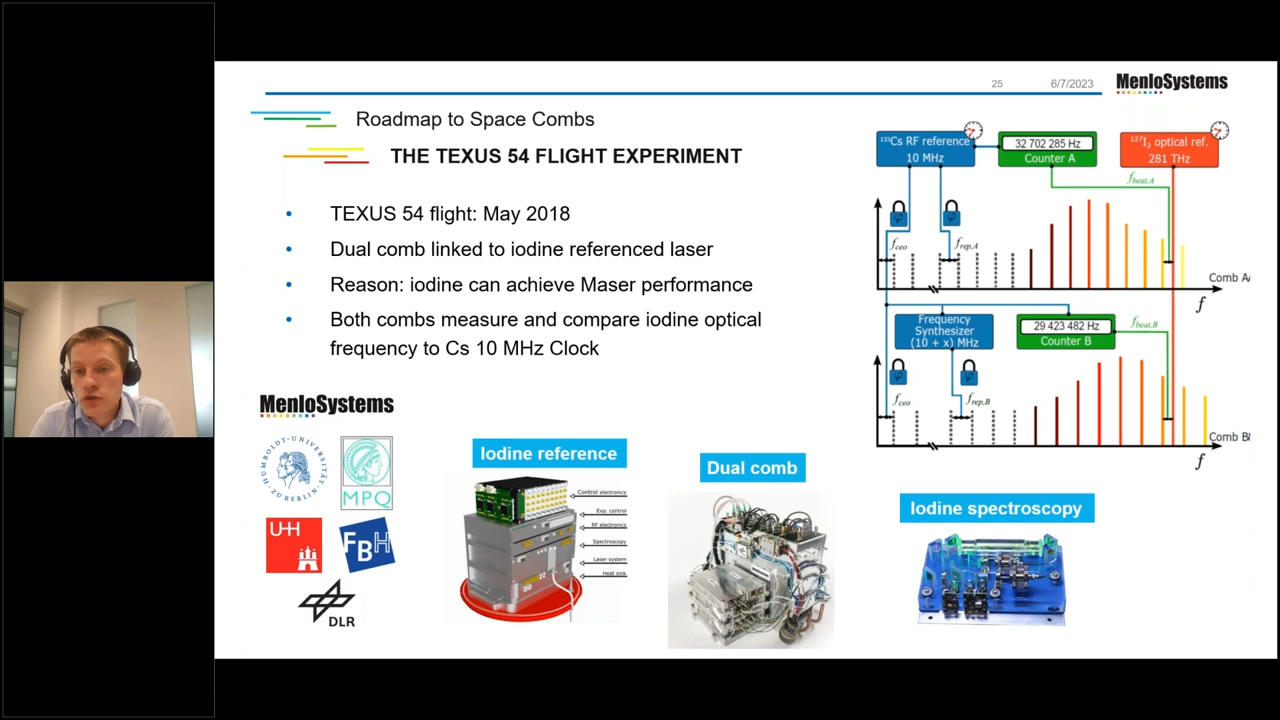 25
6/7/2023
MenloSystems
Roadmap to Space Combs
THE TEXUS 54 FLIGHT EXPERIMENT
• TEXUS 54 flight: May 2018
• Dual comb linked to iodine referenced laser
• Reason: iodine can achieve Maser performance
• Both combs measure and compare iodine optical
frequency to Cs 10 MHz Clock
¹³³Cs RF reference
10 MHz
32 702 285 Hz
Counter A
¹²⁷I₂ optical ref.
281 THz
f_beat,A
f_ceo
f_rep,A
Comb A
f
Frequency
Synthesizer
(10 + x) MHz
29 423 482 Hz
Counter B
f_beat,B
f_ceo
f_rep,B
Comb B
f
MenloSystems
HUMBOLDT-UNIVERSITÄT
ZU BERLIN
MPQ
UHH
FBH
DLR
Iodine reference
Control electronics
Exp. control
RF electronics
Spectroscopy
Laser system
Heat sink
Dual comb
Iodine spectroscopy